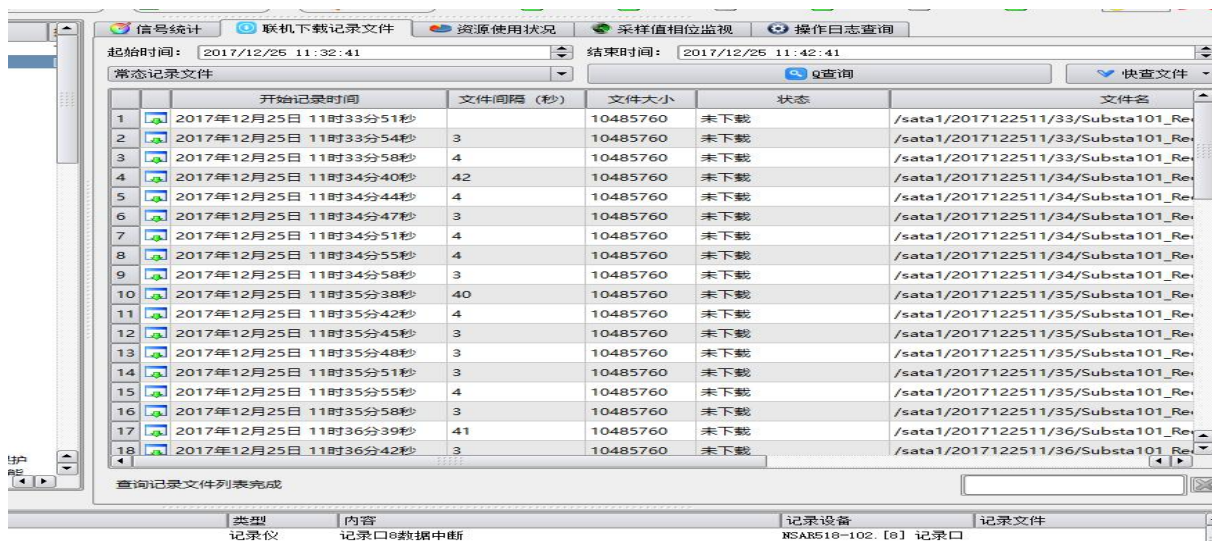 信号统计 联机下载记录文件 资源使用状况 采样值相位监视 操作日志查询
起始时间: 2017/12/25 11:32:41 结束时间: 2017/12/25 11:42:41
常态记录文件 Q查询 快查文件
开始记录时间 文件间隔（秒） 文件大小 状态 文件名
1 2017年12月25日 11时33分51秒 10485760 未下载 /sata1/2017122511/33/Substa101_Re
2 2017年12月25日 11时33分54秒 3 10485760 未下载 /sata1/2017122511/33/Substa101_Re
3 2017年12月25日 11时33分58秒 4 10485760 未下载 /sata1/2017122511/33/Substa101_Re
4 2017年12月25日 11时34分40秒 42 10485760 未下载 /sata1/2017122511/34/Substa101_Re
5 2017年12月25日 11时34分44秒 4 10485760 未下载 /sata1/2017122511/34/Substa101_Re
6 2017年12月25日 11时34分47秒 3 10485760 未下载 /sata1/2017122511/34/Substa101_Re
7 2017年12月25日 11时34分51秒 4 10485760 未下载 /sata1/2017122511/34/Substa101_Re
8 2017年12月25日 11时34分55秒 4 10485760 未下载 /sata1/2017122511/34/Substa101_Re
9 2017年12月25日 11时34分58秒 3 10485760 未下载 /sata1/2017122511/34/Substa101_Re
10 2017年12月25日 11时35分38秒 40 10485760 未下载 /sata1/2017122511/35/Substa101_Re
11 2017年12月25日 11时35分42秒 4 10485760 未下载 /sata1/2017122511/35/Substa101_Re
12 2017年12月25日 11时35分45秒 3 10485760 未下载 /sata1/2017122511/35/Substa101_Re
13 2017年12月25日 11时35分48秒 3 10485760 未下载 /sata1/2017122511/35/Substa101_Re
14 2017年12月25日 11时35分51秒 3 10485760 未下载 /sata1/2017122511/35/Substa101_Re
15 2017年12月25日 11时35分55秒 4 10485760 未下载 /sata1/2017122511/35/Substa101_Re
16 2017年12月25日 11时35分58秒 3 10485760 未下载 /sata1/2017122511/35/Substa101_Re
17 2017年12月25日 11时36分39秒 41 10485760 未下载 /sata1/2017122511/36/Substa101_Re
18 2017年12月25日 11时36分42秒 3 10485760 未下载 /sata1/2017122511/36/Substa101_Re
查询记录文件列表完成
类型 内容 记录设备 记录文件
记录仪 记录口8数据中断 NSAR518-102.[8] 记录口